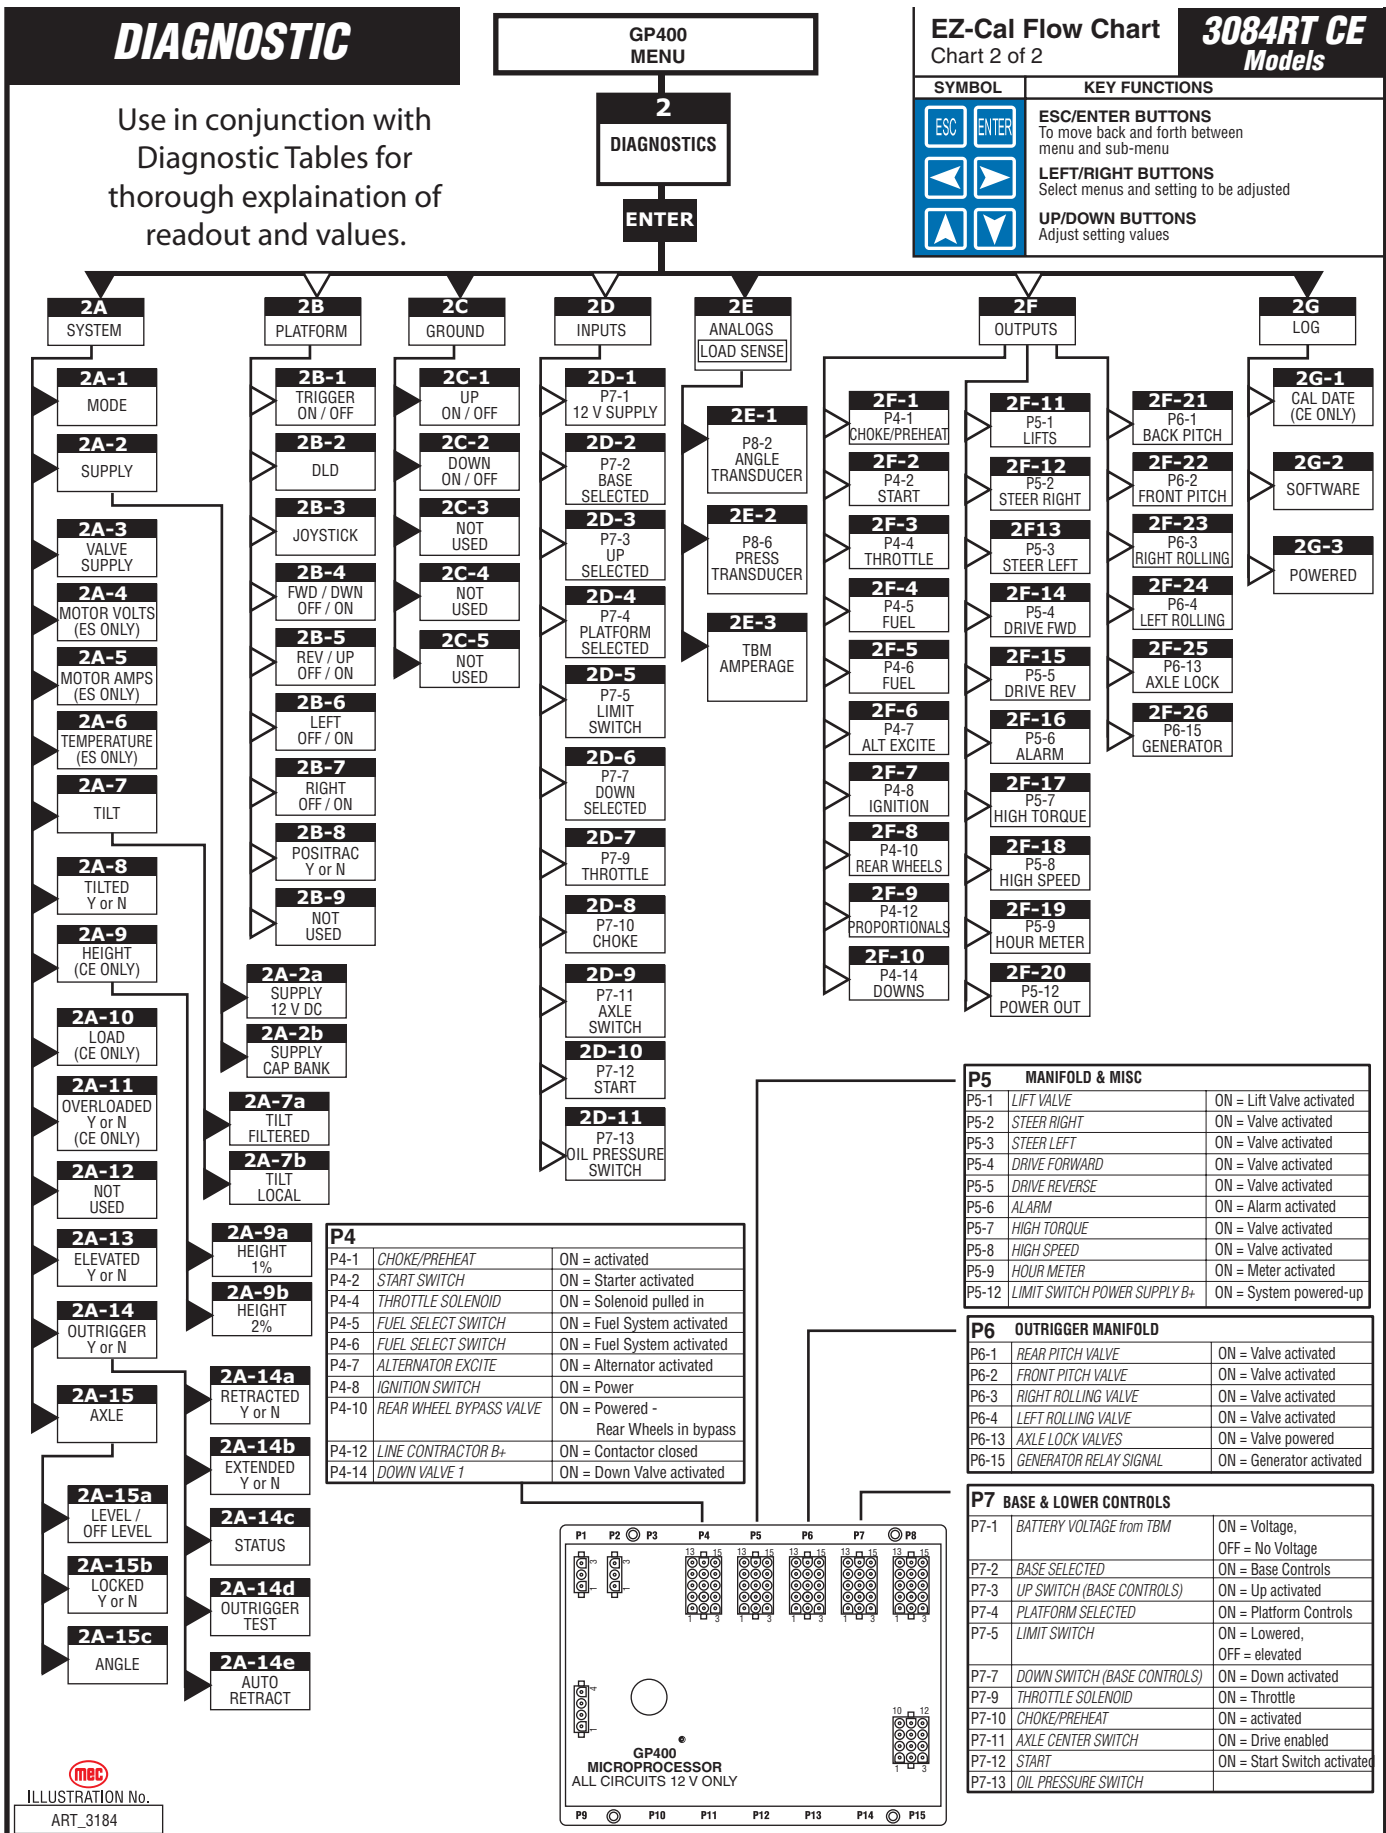 DIAGNOSTIC
Use in conjunction with
Diagnostic Tables for
thorough explaination of
readout and values.
GP400
MENU
2
DIAGNOSTICS
ENTER
EZ-Cal Flow Chart
Chart 2 of 2
3084RT CE
Models
SYMBOL
KEY FUNCTIONS
ESC
ENTER
ESC/ENTER BUTTONS
To move back and forth between
menu and sub-menu
LEFT/RIGHT BUTTONS
Select menus and setting to be adjusted
UP/DOWN BUTTONS
Adjust setting values
2A
SYSTEM
2A-1
MODE
2A-2
SUPPLY
2A-3
VALVE
SUPPLY
2A-4
MOTOR VOLTS
(ES ONLY)
2A-5
MOTOR AMPS
(ES ONLY)
2A-6
TEMPERATURE
(ES ONLY)
2A-7
TILT
2A-8
TILTED
Y or N
2A-9
HEIGHT
(CE ONLY)
2A-10
LOAD
(CE ONLY)
2A-11
OVERLOADED
Y or N
(CE ONLY)
2A-12
NOT
USED
2A-13
ELEVATED
Y or N
2A-14
OUTRIGGER
Y or N
2A-15
AXLE
2A-15a
LEVEL /
OFF LEVEL
2A-15b
LOCKED
Y or N
2A-15c
ANGLE
2A-2a
SUPPLY
12 V DC
2A-2b
SUPPLY
CAP BANK
2A-7a
TILT
FILTERED
2A-7b
TILT
LOCAL
2A-9a
HEIGHT
1%
2A-9b
HEIGHT
2%
2A-14a
RETRACTED
Y or N
2A-14b
EXTENDED
Y or N
2A-14c
STATUS
2A-14d
OUTRIGGER
TEST
2A-14e
AUTO
RETRACT
2B
PLATFORM
2B-1
TRIGGER
ON / OFF
2B-2
DLD
2B-3
JOYSTICK
2B-4
FWD / DWN
OFF / ON
2B-5
REV / UP
OFF / ON
2B-6
LEFT
OFF / ON
2B-7
RIGHT
OFF / ON
2B-8
POSITRAC
Y or N
2B-9
NOT
USED
2C
GROUND
2C-1
UP
ON / OFF
2C-2
DOWN
ON / OFF
2C-3
NOT
USED
2C-4
NOT
USED
2C-5
NOT
USED
2D
INPUTS
2D-1
P7-1
12 V SUPPLY
2D-2
P7-2
BASE
SELECTED
2D-3
P7-3
UP
SELECTED
2D-4
P7-4
PLATFORM
SELECTED
2D-5
P7-5
LIMIT
SWITCH
2D-6
P7-7
DOWN
SELECTED
2D-7
P7-9
THROTTLE
2D-8
P7-10
CHOKE
2D-9
P7-11
AXLE
SWITCH
2D-10
P7-12
START
2D-11
P7-13
OIL PRESSURE
SWITCH
2E
ANALOGS
LOAD SENSE
2E-1
P8-2
ANGLE
TRANSDUCER
2E-2
P8-6
PRESS
TRANSDUCER
2E-3
TBM
AMPERAGE
2F
OUTPUTS
2F-1
P4-1
CHOKE/PREHEAT
2F-2
P4-2
START
2F-3
P4-4
THROTTLE
2F-4
P4-5
FUEL
2F-5
P4-6
FUEL
2F-6
P4-7
ALT EXCITE
2F-7
P4-8
IGNITION
2F-8
P4-10
REAR WHEELS
2F-9
P4-12
PROPORTIONALS
2F-10
P4-14
DOWNS
2F-11
P5-1
LIFTS
2F-12
P5-2
STEER RIGHT
2F13
P5-3
STEER LEFT
2F-14
P5-4
DRIVE FWD
2F-15
P5-5
DRIVE REV
2F-16
P5-6
ALARM
2F-17
P5-7
HIGH TORQUE
2F-18
P5-8
HIGH SPEED
2F-19
P5-9
HOUR METER
2F-20
P5-12
POWER OUT
2F-21
P6-1
BACK PITCH
2F-22
P6-2
FRONT PITCH
2F-23
P6-3
RIGHT ROLLING
2F-24
P6-4
LEFT ROLLING
2F-25
P6-13
AXLE LOCK
2F-26
P6-15
GENERATOR
2G
LOG
2G-1
CAL DATE
(CE ONLY)
2G-2
SOFTWARE
2G-3
POWERED
P4
P4-1 CHOKE/PREHEAT ON = activated
P4-2 START SWITCH ON = Starter activated
P4-4 THROTTLE SOLENOID ON = Solenoid pulled in
P4-5 FUEL SELECT SWITCH ON = Fuel System activated
P4-6 FUEL SELECT SWITCH ON = Fuel System activated
P4-7 ALTERNATOR EXCITE ON = Alternator activated
P4-8 IGNITION SWITCH ON = Power
P4-10 REAR WHEEL BYPASS VALVE ON = Powered -
Rear Wheels in bypass
P4-12 LINE CONTRACTOR B+ ON = Contactor closed
P4-14 DOWN VALVE 1 ON = Down Valve activated
P5 MANIFOLD & MISC
P5-1 LIFT VALVE ON = Lift Valve activated
P5-2 STEER RIGHT ON = Valve activated
P5-3 STEER LEFT ON = Valve activated
P5-4 DRIVE FORWARD ON = Valve activated
P5-5 DRIVE REVERSE ON = Valve activated
P5-6 ALARM ON = Alarm activated
P5-7 HIGH TORQUE ON = Valve activated
P5-8 HIGH SPEED ON = Valve activated
P5-9 HOUR METER ON = Meter activated
P5-12 LIMIT SWITCH POWER SUPPLY B+ ON = System powered-up
P6 OUTRIGGER MANIFOLD
P6-1 REAR PITCH VALVE ON = Valve activated
P6-2 FRONT PITCH VALVE ON = Valve activated
P6-3 RIGHT ROLLING VALVE ON = Valve activated
P6-4 LEFT ROLLING VALVE ON = Valve activated
P6-13 AXLE LOCK VALVES ON = Valve powered
P6-15 GENERATOR RELAY SIGNAL ON = Generator activated
P7 BASE & LOWER CONTROLS
P7-1 BATTERY VOLTAGE from TBM ON = Voltage,
OFF = No Voltage
P7-2 BASE SELECTED ON = Base Controls
P7-3 UP SWITCH (BASE CONTROLS) ON = Up activated
P7-4 PLATFORM SELECTED ON = Platform Controls
P7-5 LIMIT SWITCH ON = Lowered,
OFF = elevated
P7-7 DOWN SWITCH (BASE CONTROLS) ON = Down activated
P7-9 THROTTLE SOLENOID ON = Throttle
P7-10 CHOKE/PREHEAT ON = activated
P7-11 AXLE CENTER SWITCH ON = Drive enabled
P7-12 START ON = Start Switch activated
P7-13 OIL PRESSURE SWITCH
P1 P2 P3 P4 P5 P6 P7 P8
13 15 13 15 13 15 13 15 13 15
3 3
1 1
1 3 1 3 1 3 1 3 1 3
4
1
10 12
1 3
GP400
MICROPROCESSOR
ALL CIRCUITS 12 V ONLY
P9 P10 P11 P12 P13 P14 P15
mec
ILLUSTRATION No.
ART_3184